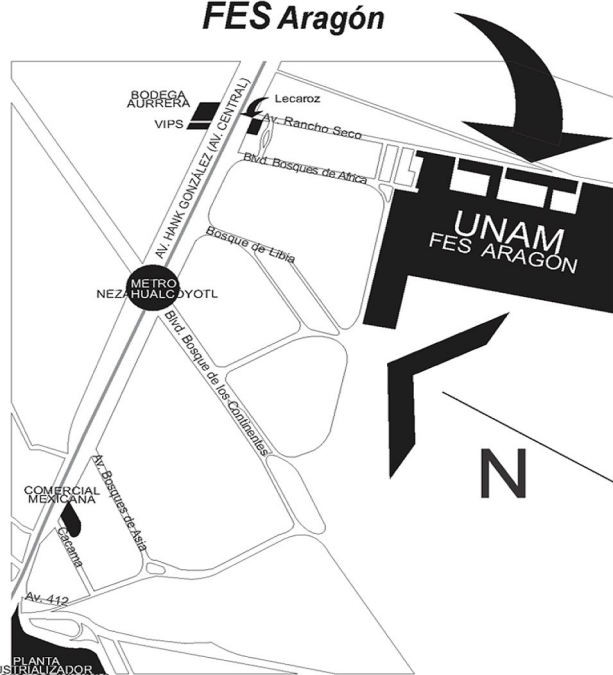 FES Aragón
BODEGA
AURRERA
VIPS
Lecaroz
Av. Rancho Seco
Blvd. Bosques de Africa
AV. HANK GONZÁLEZ (AV. CENTRAL)
UNAM
FES ARAGÓN
Bosque de Libia
METRO
NEZAHUALCOYOTL
Blvd. Bosque de los Continentes
N
Av. Bosques de Asia
COMERCIAL
MEXICANA
Cacama
Av. 412
PLANTA
USTRIALIZADOR